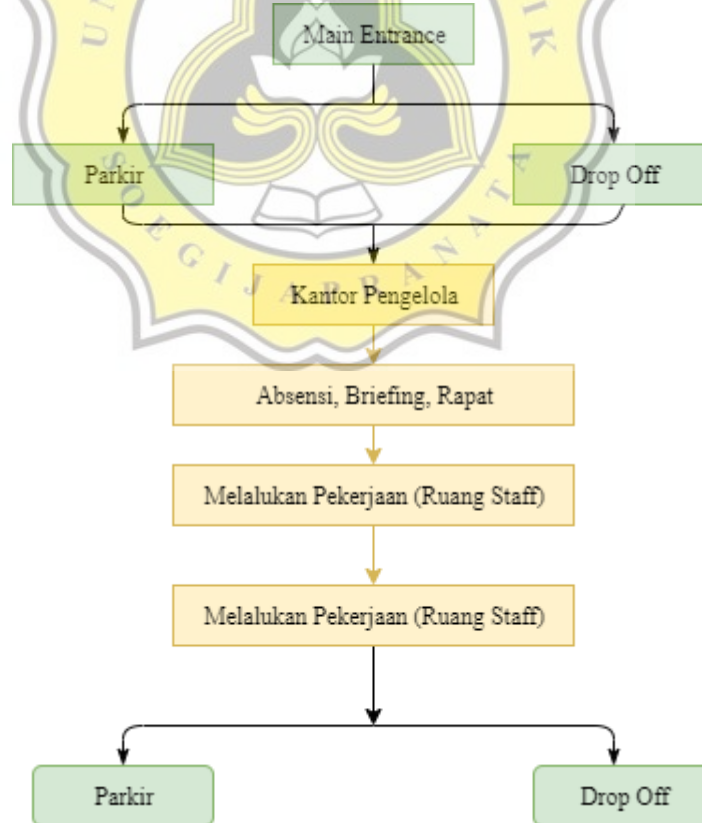 Main Entrance
Parkir
Drop Off
SOEGIJAPRANATA
Kantor Pengelola
Absensi, Briefing, Rapat
Melalukan Pekerjaan (Ruang Staff)
Melalukan Pekerjaan (Ruang Staff)
Parkir
Drop Off